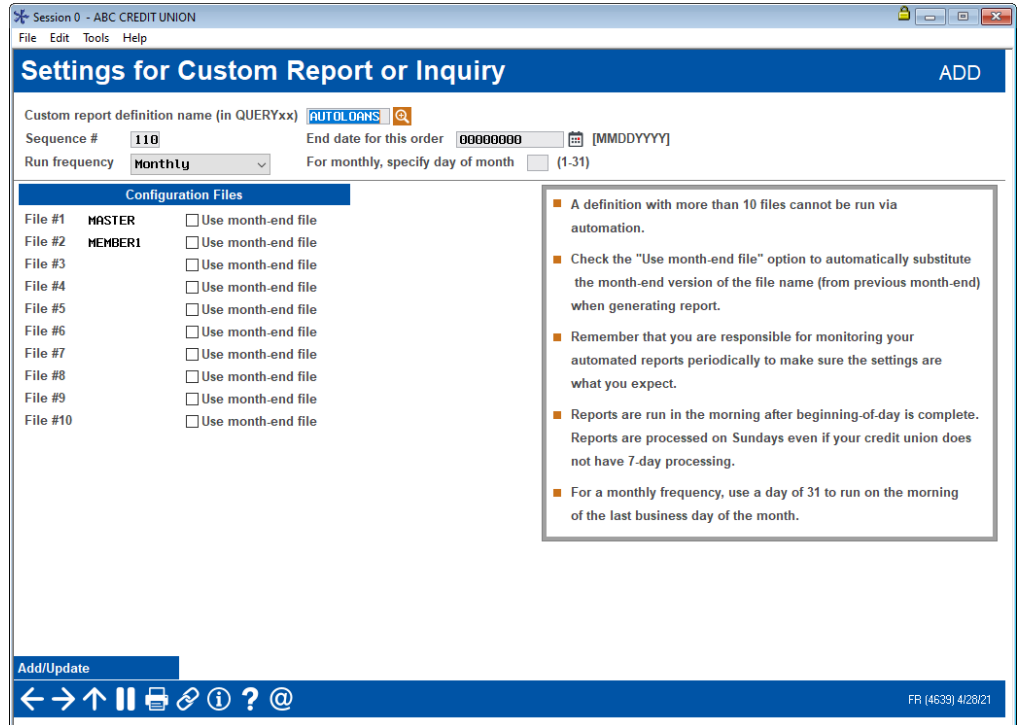 Session 0 - ABC CREDIT UNION
File Edit Tools Help
Settings for Custom Report or Inquiry
ADD
Custom report definition name (in QUERYxx) AUTOLOANS
Sequence # 110 End date for this order 00000000 [MMDDYYYY]
Run frequency Monthly For monthly, specify day of month (1-31)
Configuration Files
File #1 MASTER Use month-end file
File #2 MEMBER1 Use month-end file
File #3 Use month-end file
File #4 Use month-end file
File #5 Use month-end file
File #6 Use month-end file
File #7 Use month-end file
File #8 Use month-end file
File #9 Use month-end file
File #10 Use month-end file
A definition with more than 10 files cannot be run via
automation.
Check the "Use month-end file" option to automatically substitute
the month-end version of the file name (from previous month-end)
when generating report.
Remember that you are responsible for monitoring your
automated reports periodically to make sure the settings are
what you expect.
Reports are run in the morning after beginning-of-day is complete.
Reports are processed on Sundays even if your credit union does
not have 7-day processing.
For a monthly frequency, use a day of 31 to run on the morning
of the last business day of the month.
Add/Update
FR (4639) 4/28/21